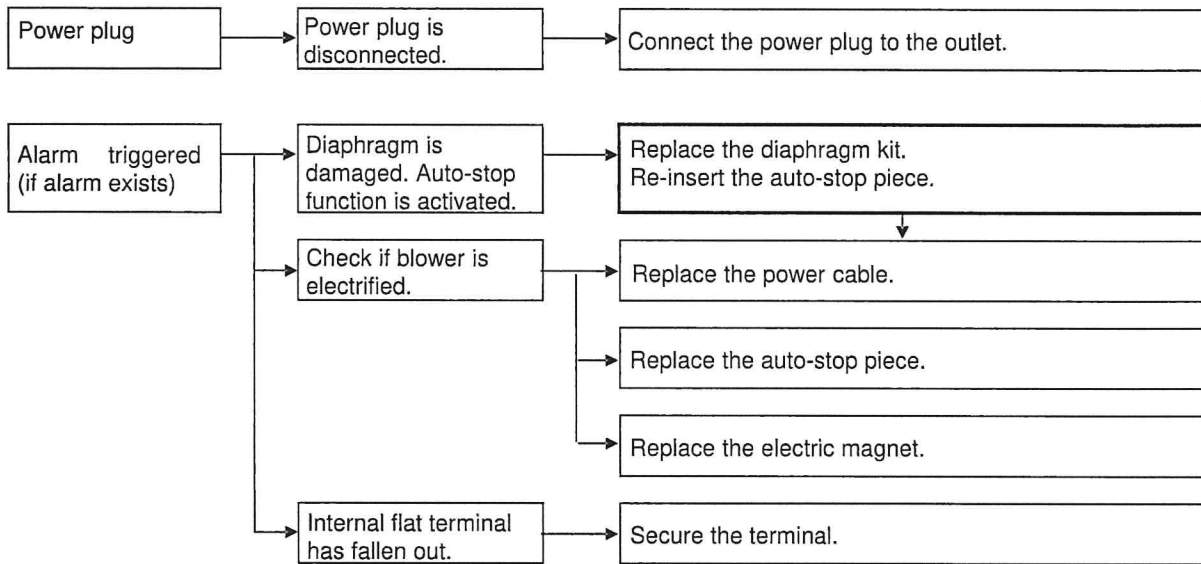 Power plug
Power plug is
disconnected.
Connect the power plug to the outlet.
Alarm triggered
(if alarm exists)
Diaphragm is
damaged. Auto-stop
function is activated.
Replace the diaphragm kit.
Re-insert the auto-stop piece.
Check if blower is
electrified.
Replace the power cable.
Replace the auto-stop piece.
Replace the electric magnet.
Internal flat terminal
has fallen out.
Secure the terminal.